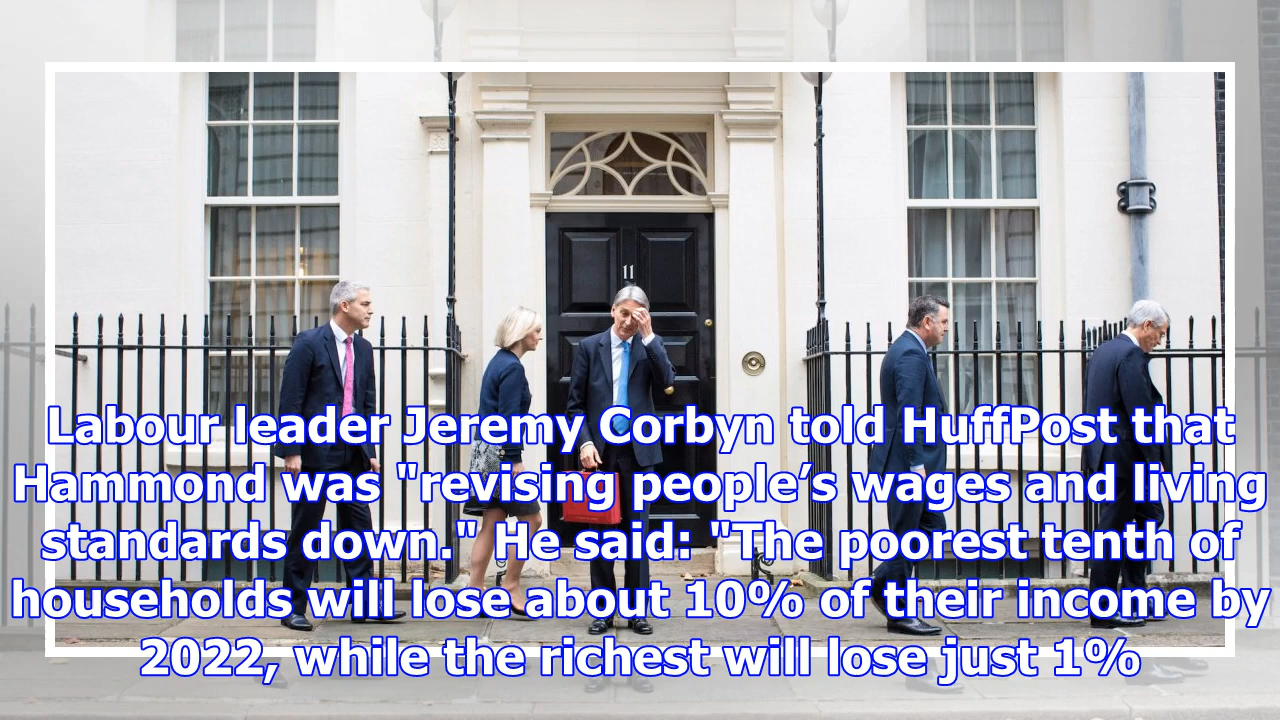 11
Labour leader Jeremy Corbyn told HuffPost that
Hammond was "revising people’s wages and living
standards down." He said: "The poorest tenth of
households will lose about 10% of their income by
2022, while the richest will lose just 1%